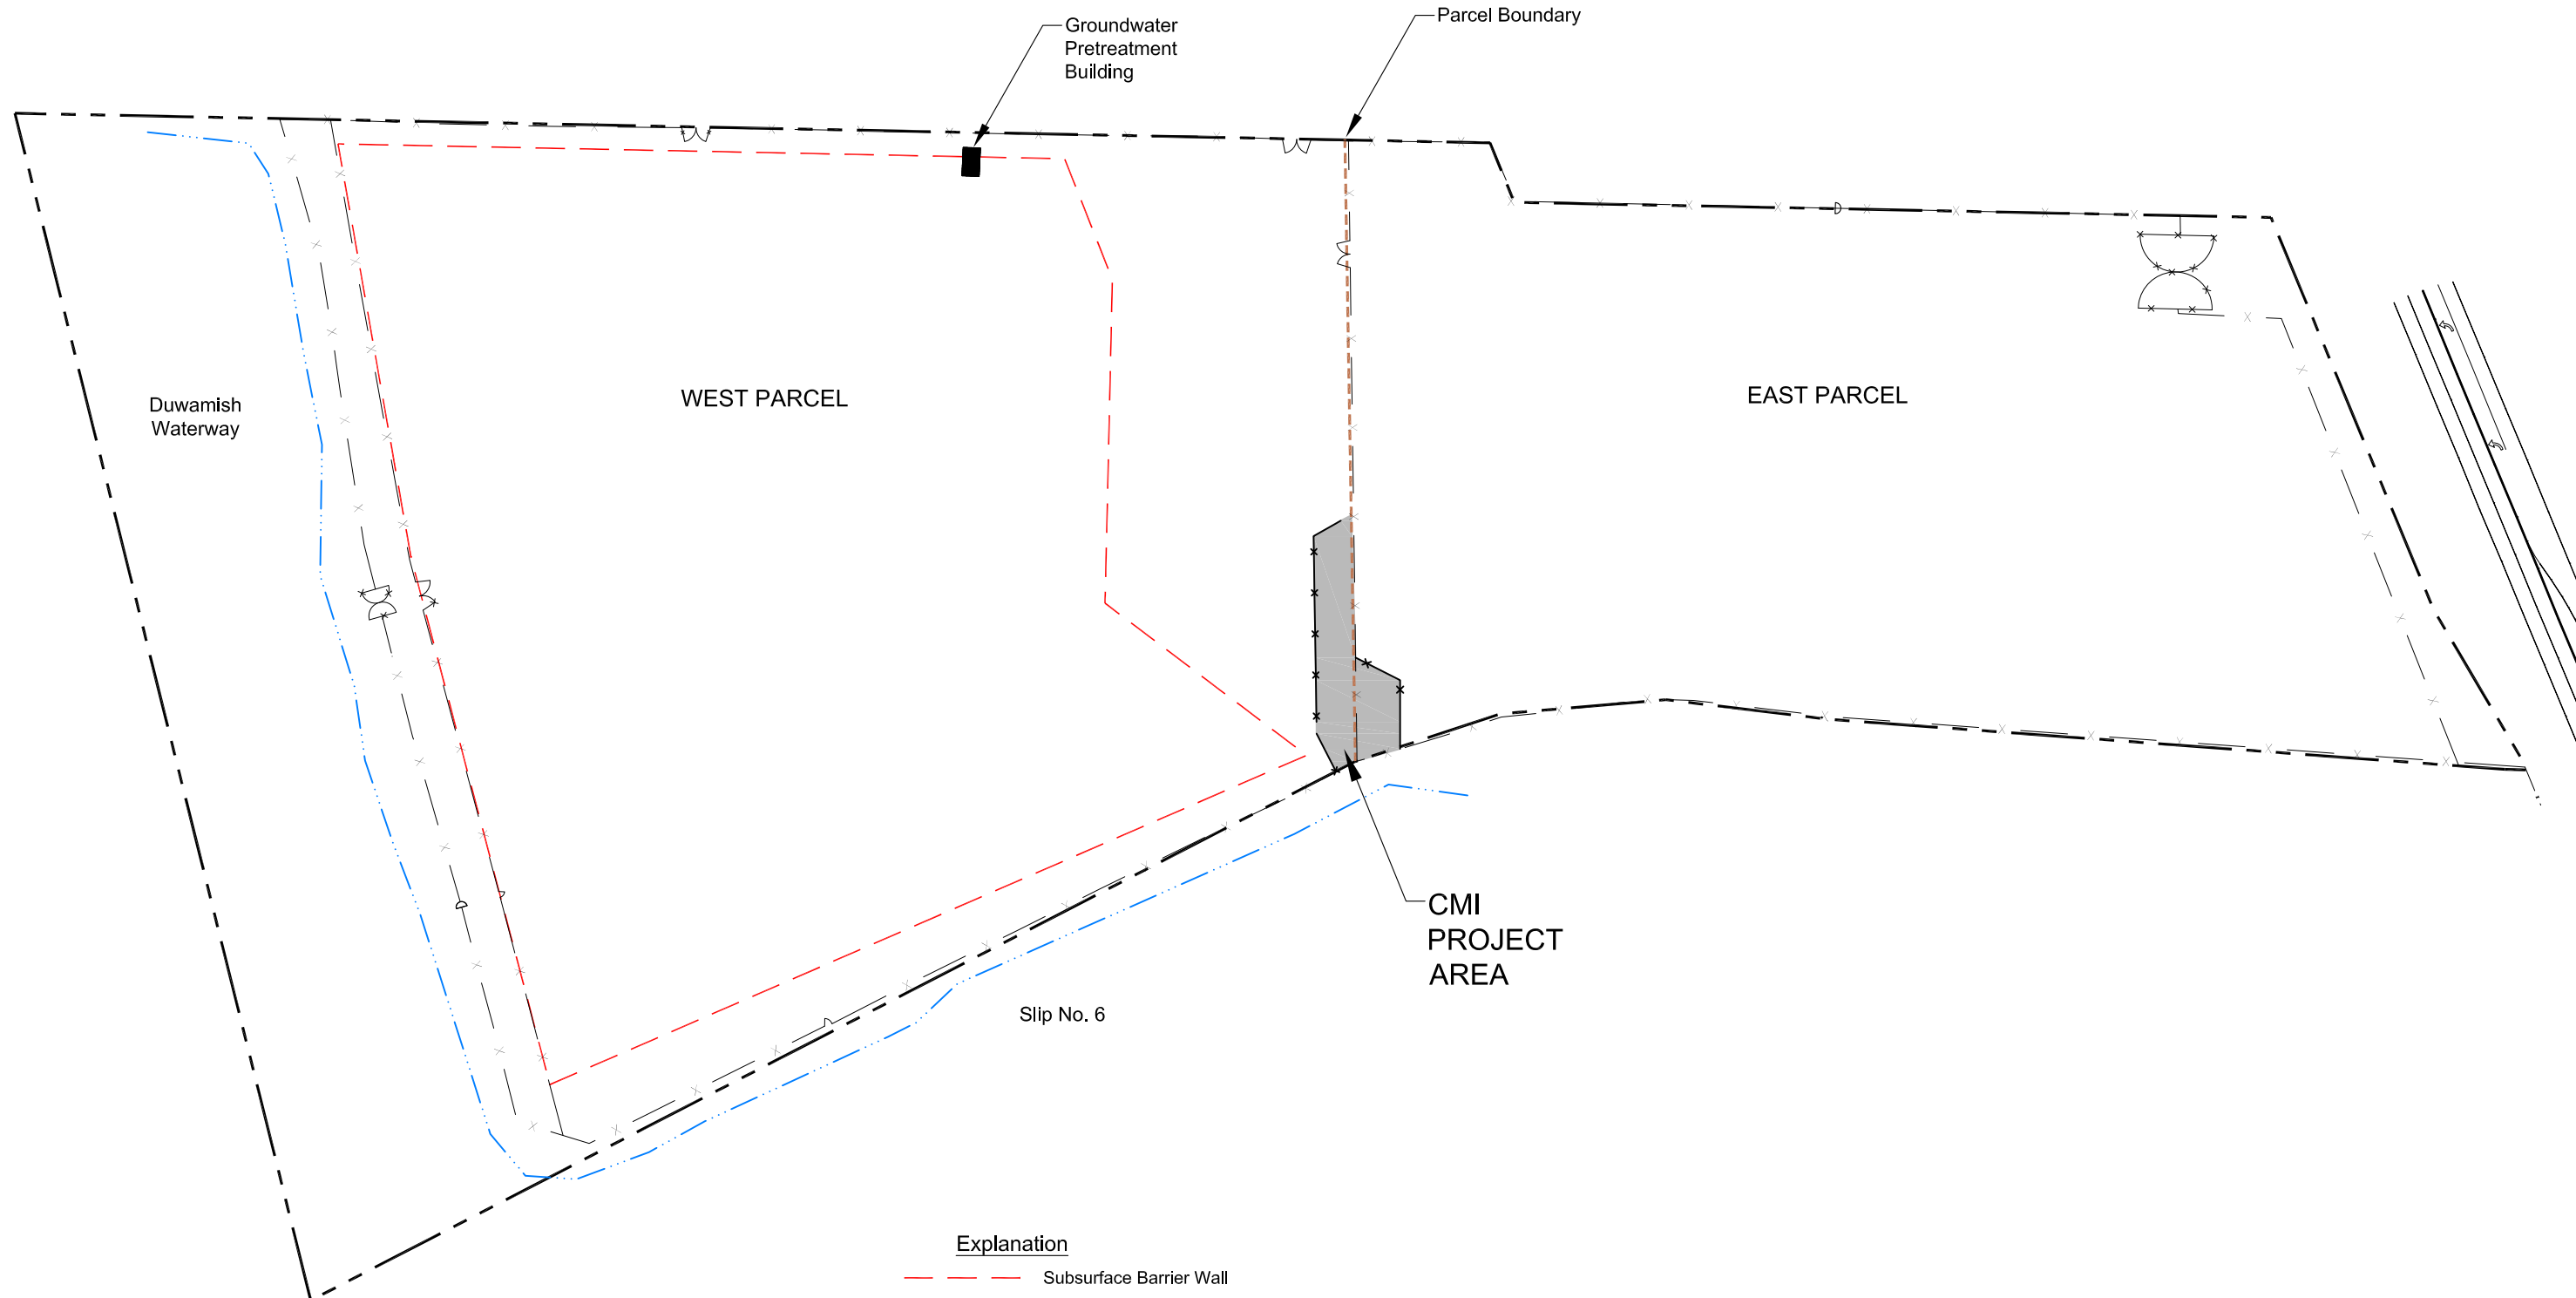 Groundwater
Pretreatment
Building
Parcel Boundary
Duwamish
Waterway
WEST PARCEL
EAST PARCEL
CMI
PROJECT
AREA
Slip No. 6
Explanation
Subsurface Barrier Wall